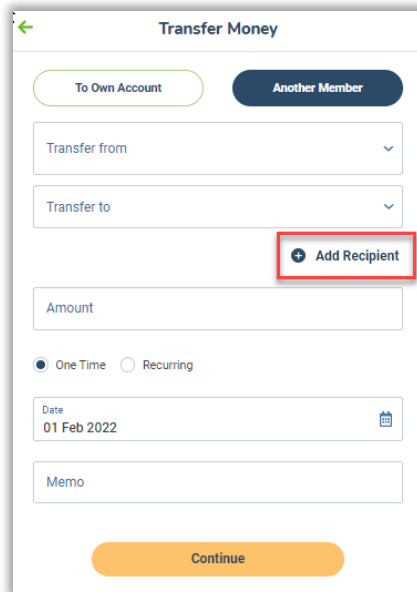 Transfer Money
To Own Account
Another Member
Transfer from
Transfer to
Add Recipient
Amount
One Time
Recurring
Date
01 Feb 2022
Memo
Continue